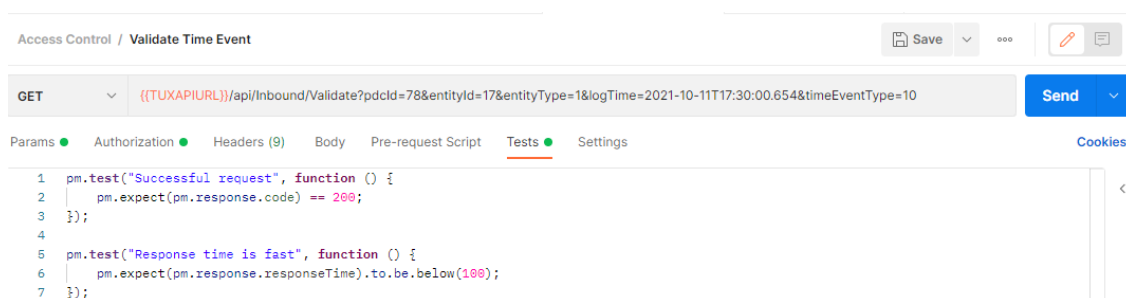 Access Control / Validate Time Event
Save
GET {{TUXAPIURL}}/api/Inbound/Validate?pdcId=78&entityId=17&entityType=1&logTime=2021-10-11T17:30:00.654&timeEventType=10 Send
Params Authorization Headers (9) Body Pre-request Script Tests Settings Cookies
1 pm.test("Successful request", function () {
2 pm.expect(pm.response.code) == 200;
3 });
4
5 pm.test("Response time is fast", function () {
6 pm.expect(pm.response.responseTime).to.be.below(100);
7 });